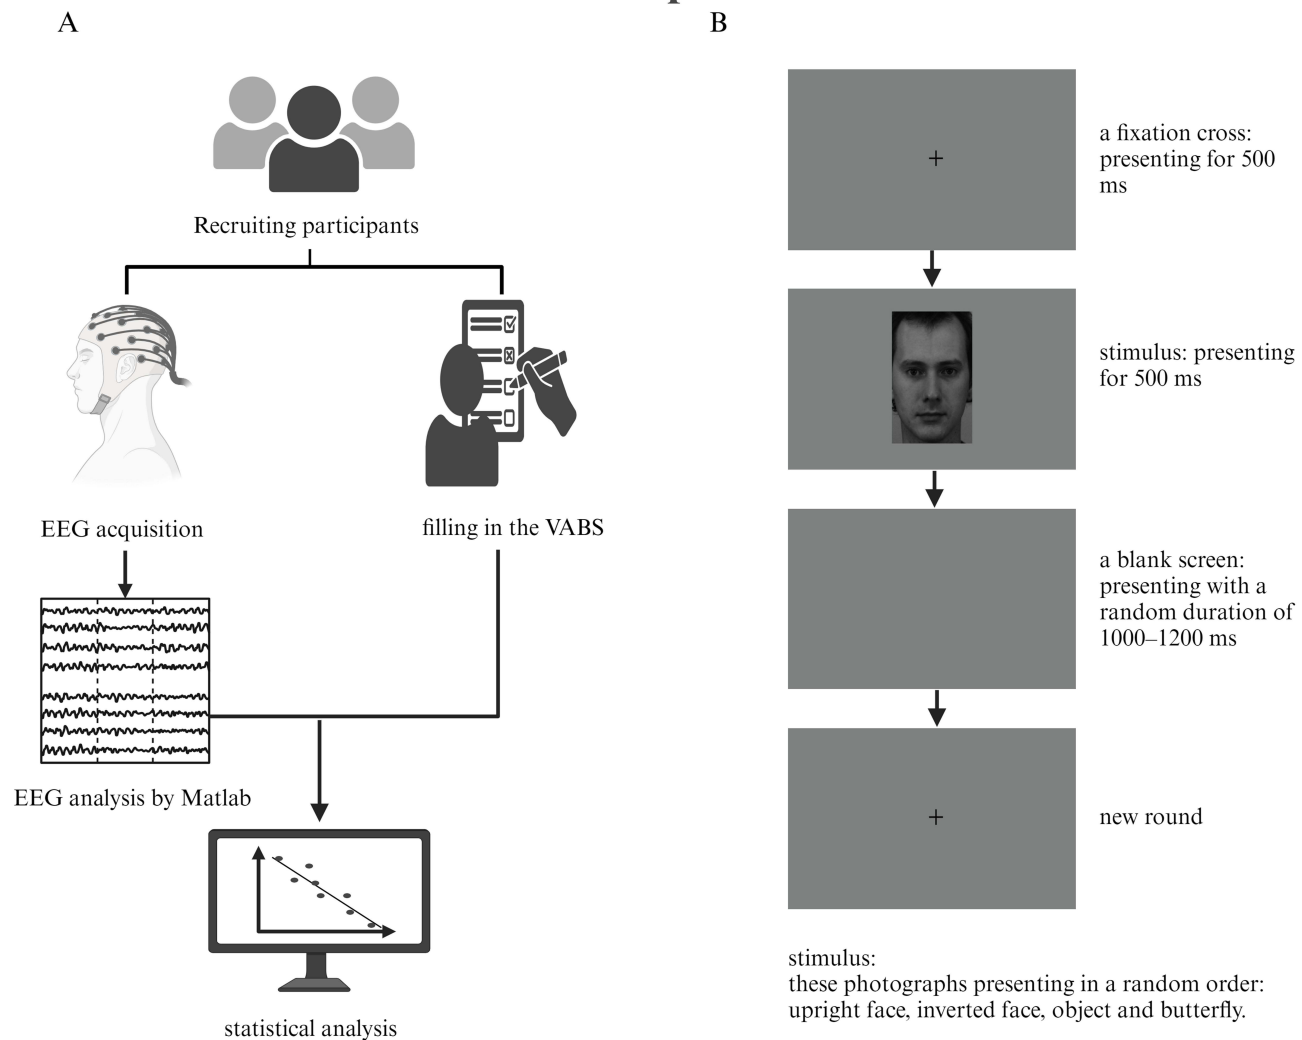 A
Recruiting participants
EEG acquisition
filling in the VABS
EEG analysis by Matlab
statistical analysis
B
a fixation cross:
presenting for 500
ms
stimulus: presenting
for 500 ms
a blank screen:
presenting with a
random duration of
1000–1200 ms
new round
stimulus:
these photographs presenting in a random order:
upright face, inverted face, object and butterfly.